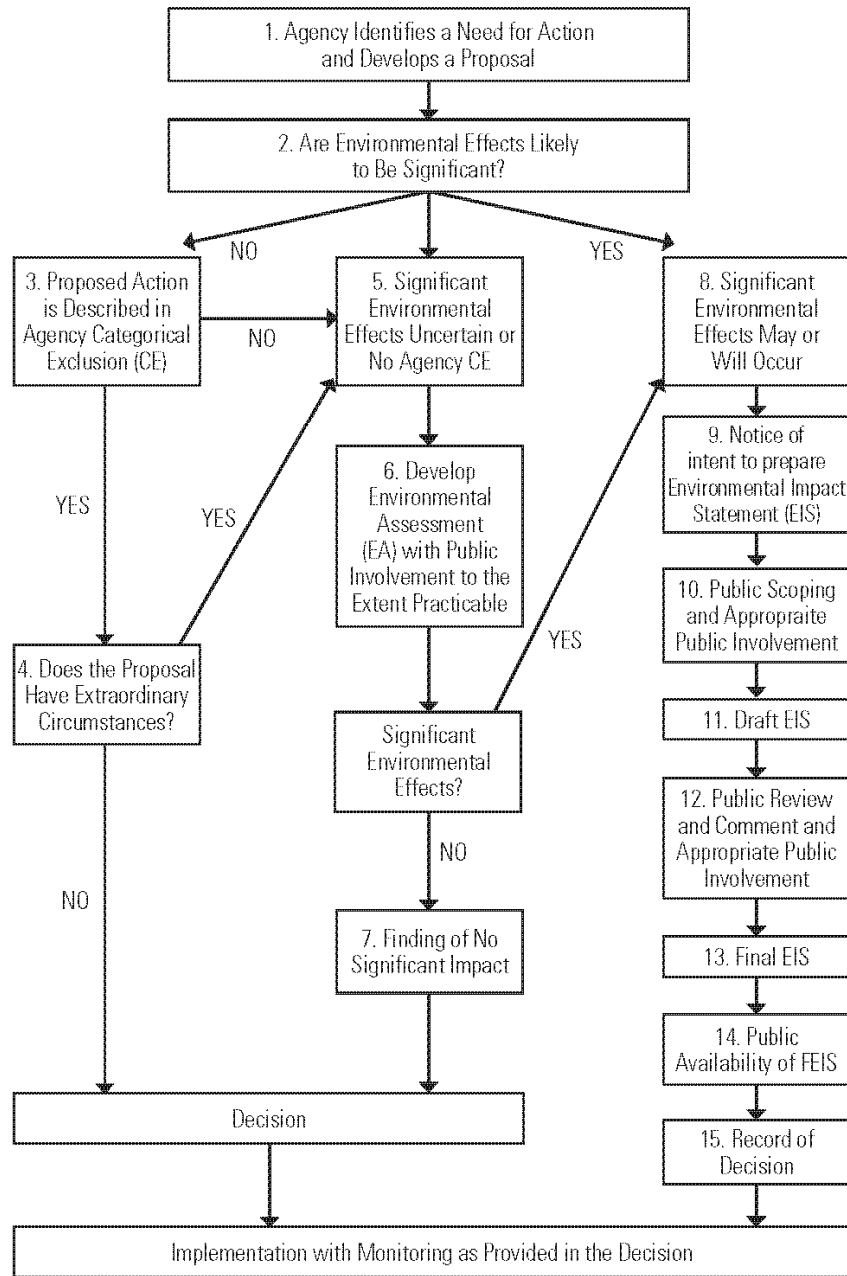 1. Agency Identifies a Need for Action
and Develops a Proposal
2. Are Environmental Effects Likely
to Be Significant?
NO
YES
3. Proposed Action
is Described in
Agency Categorical
Exclusion (CE)
NO
5. Significant
Environmental
Effects Uncertain or
No Agency CE
8. Significant
Environmental
Effects May or
Will Occur
YES
YES
6. Develop
Environmental
Assessment
(EA) with Public
Involvement to the
Extent Practicable
YES
9. Notice of
intent to prepare
Environmental Impact
Statement (EIS)
10. Public Scoping
and Appropraite
Public Involvement
4. Does the Proposal
Have Extraordinary
Circumstances?
Significant
Environmental
Effects?
11. Draft EIS
12. Public Review
and Comment and
Appropriate Public
Involvement
NO
NO
7. Finding of No
Significant Impact
13. Final EIS
14. Public
Availability of FEIS
Decision
15. Record of
Decision
Implementation with Monitoring as Provided in the Decision